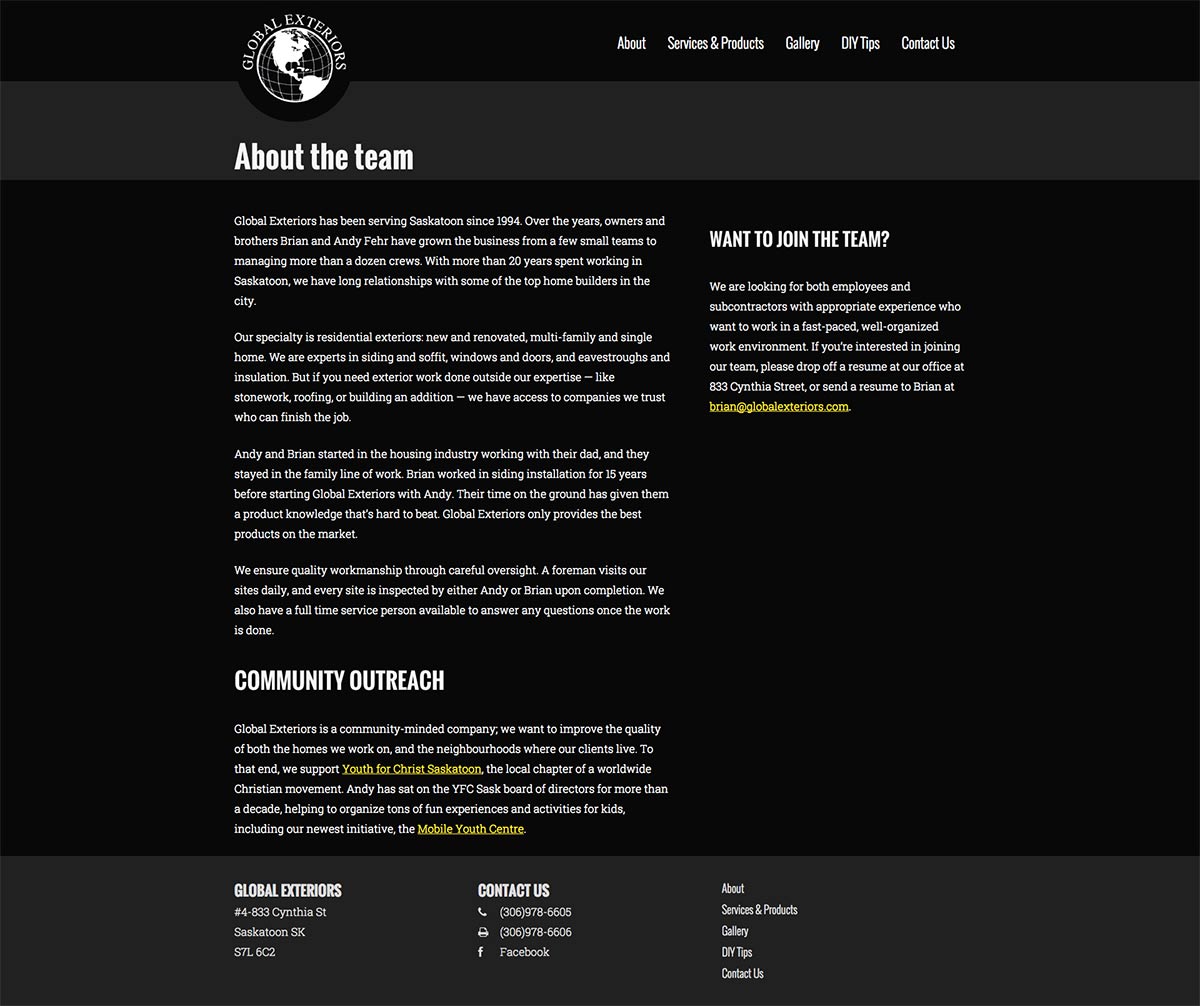 GLOBAL EXTERIORS
About
Services & Products
Gallery
DIY Tips
Contact Us
About the team
Global Exteriors has been serving Saskatoon since 1994. Over the years, owners and
brothers Brian and Andy Fehr have grown the business from a few small teams to
managing more than a dozen crews. With more than 20 years spent working in
Saskatoon, we have long relationships with some of the top home builders in the
city.
Our specialty is residential exteriors: new and renovated, multi-family and single
home. We are experts in siding and soffit, windows and doors, and eavestroughs and
insulation. But if you need exterior work done outside our expertise — like
stonework, roofing, or building an addition — we have access to companies we trust
who can finish the job.
Andy and Brian started in the housing industry working with their dad, and they
stayed in the family line of work. Brian worked in siding installation for 15 years
before starting Global Exteriors with Andy. Their time on the ground has given them
a product knowledge that's hard to beat. Global Exteriors only provides the best
products on the market.
We ensure quality workmanship through careful oversight. A foreman visits our
sites daily, and every site is inspected by either Andy or Brian upon completion. We
also have a full time service person available to answer any questions once the work
is done.
COMMUNITY OUTREACH
Global Exteriors is a community-minded company; we want to improve the quality
of both the homes we work on, and the neighbourhoods where our clients live. To
that end, we support Youth for Christ Saskatoon, the local chapter of a worldwide
Christian movement. Andy has sat on the YFC Sask board of directors for more than
a decade, helping to organize tons of fun experiences and activities for kids,
including our newest initiative, the Mobile Youth Centre.
WANT TO JOIN THE TEAM?
We are looking for both employees and
subcontractors with appropriate experience who
want to work in a fast-paced, well-organized
work environment. If you're interested in joining
our team, please drop off a resume at our office at
833 Cynthia Street, or send a resume to Brian at
brian@globalexteriors.com.
GLOBAL EXTERIORS
#4-833 Cynthia St
Saskatoon SK
S7L 6C2
CONTACT US
(306)978-6605
(306)978-6606
Facebook
About
Services & Products
Gallery
DIY Tips
Contact Us